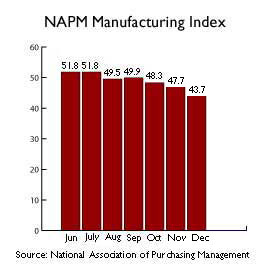 NAPM Manufacturing Index
60
50
40
30
20
10
0
51.8 51.8 49.5 49.9 48.3 47.7 43.7
Jun July Aug Sep Oct Nov Dec
Source: National Association of Purchasing Management